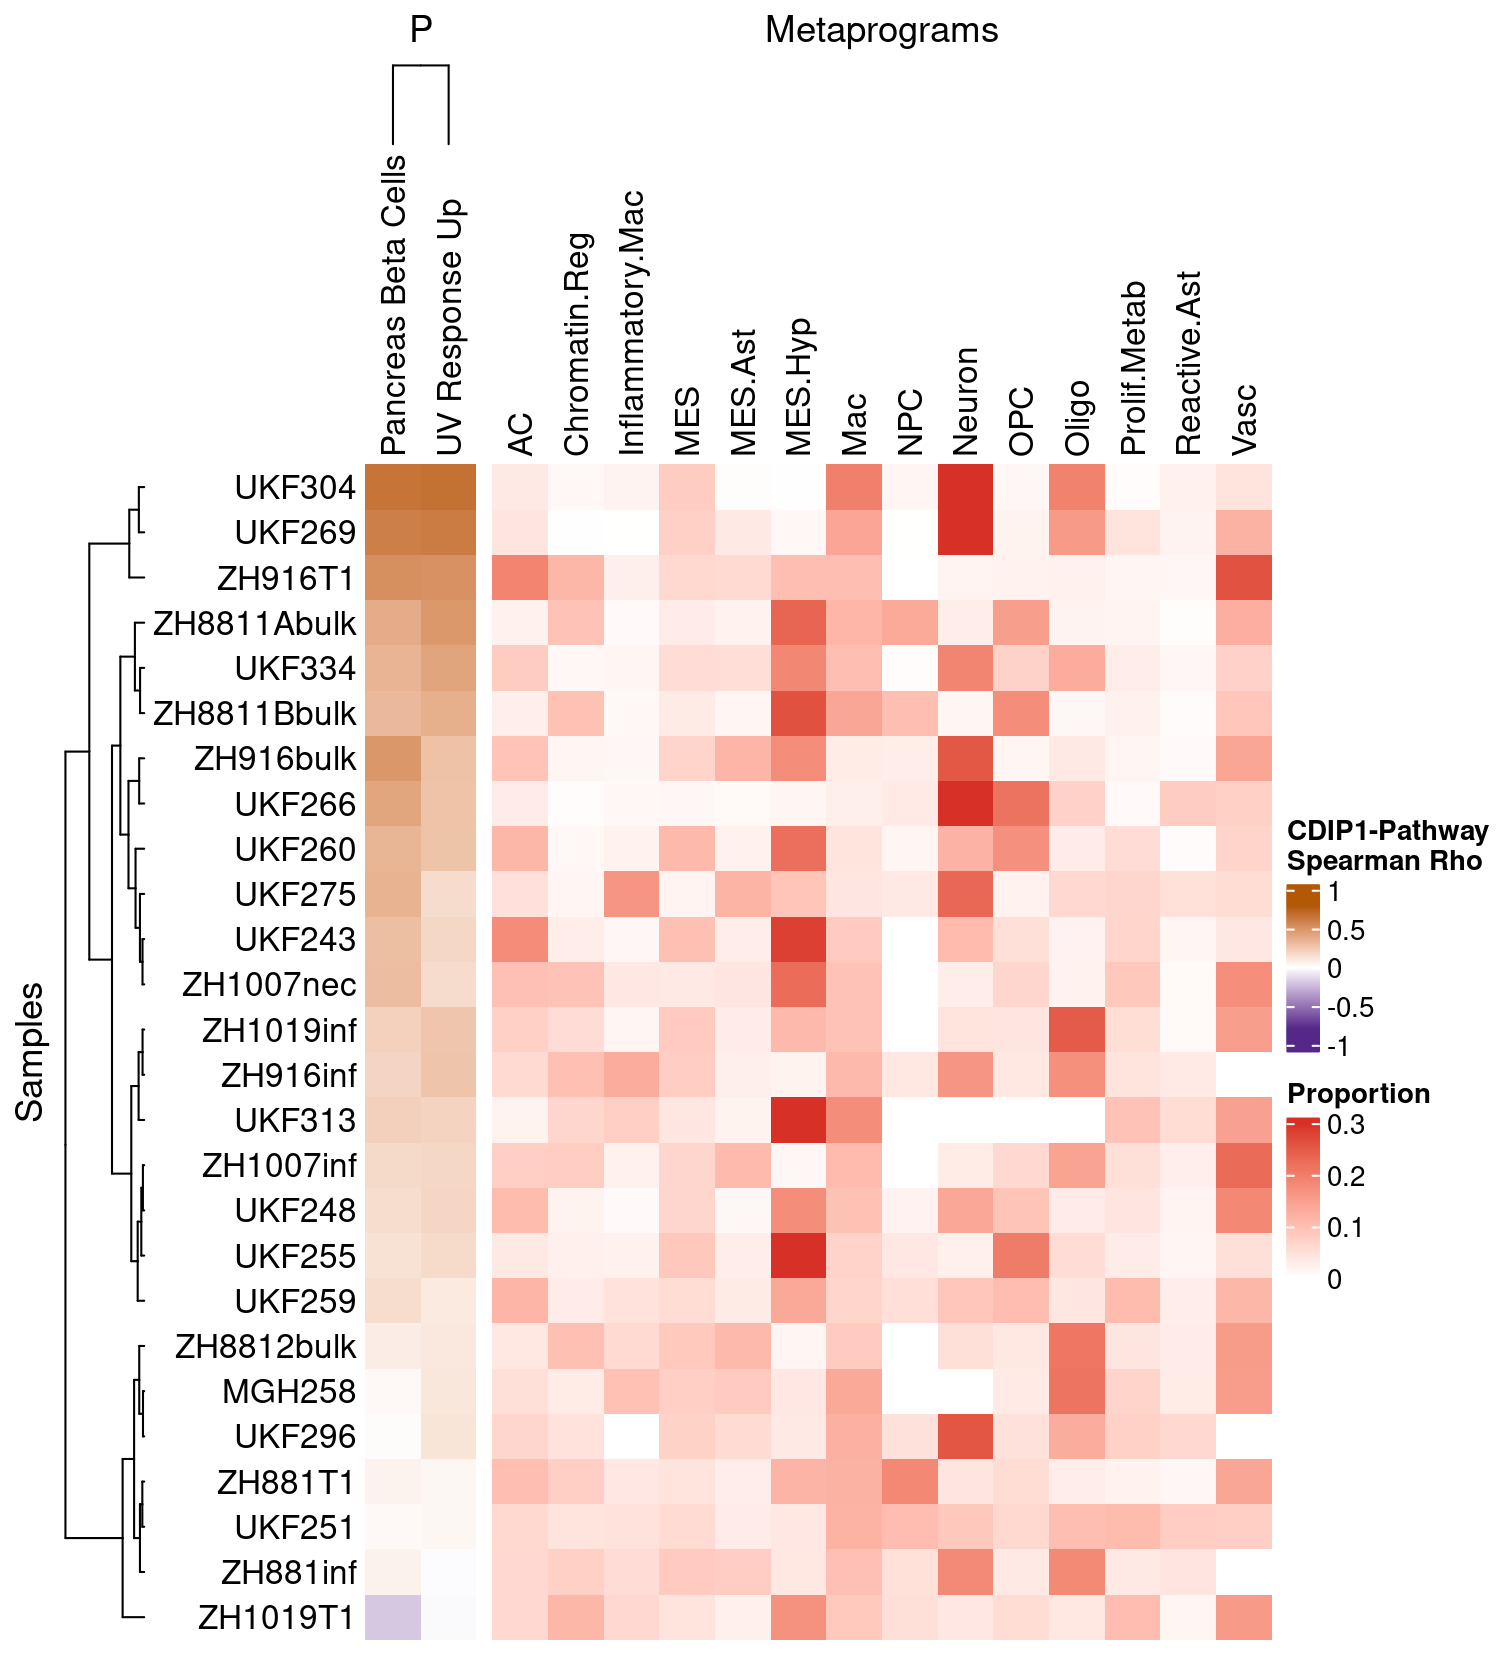 P
Metaprograms
Pancreas Beta Cells
UV Response Up
AC
Chromatin.Reg
Inflammatory.Mac
MES
MES.Ast
MES.Hyp
Mac
NPC
Neuron
OPC
Oligo
Prolif.Metab
Reactive.Ast
Vasc
Samples
UKF304
UKF269
ZH916T1
ZH8811Abulk
UKF334
ZH8811Bbulk
ZH916bulk
UKF266
UKF260
UKF275
UKF243
ZH1007nec
ZH1019inf
ZH916inf
UKF313
ZH1007inf
UKF248
UKF255
UKF259
ZH8812bulk
MGH258
UKF296
ZH881T1
UKF251
ZH881inf
ZH1019T1
CDIP1-Pathway
Spearman Rho
1
0.5
0
-0.5
-1
Proportion
0.3
0.2
0.1
0